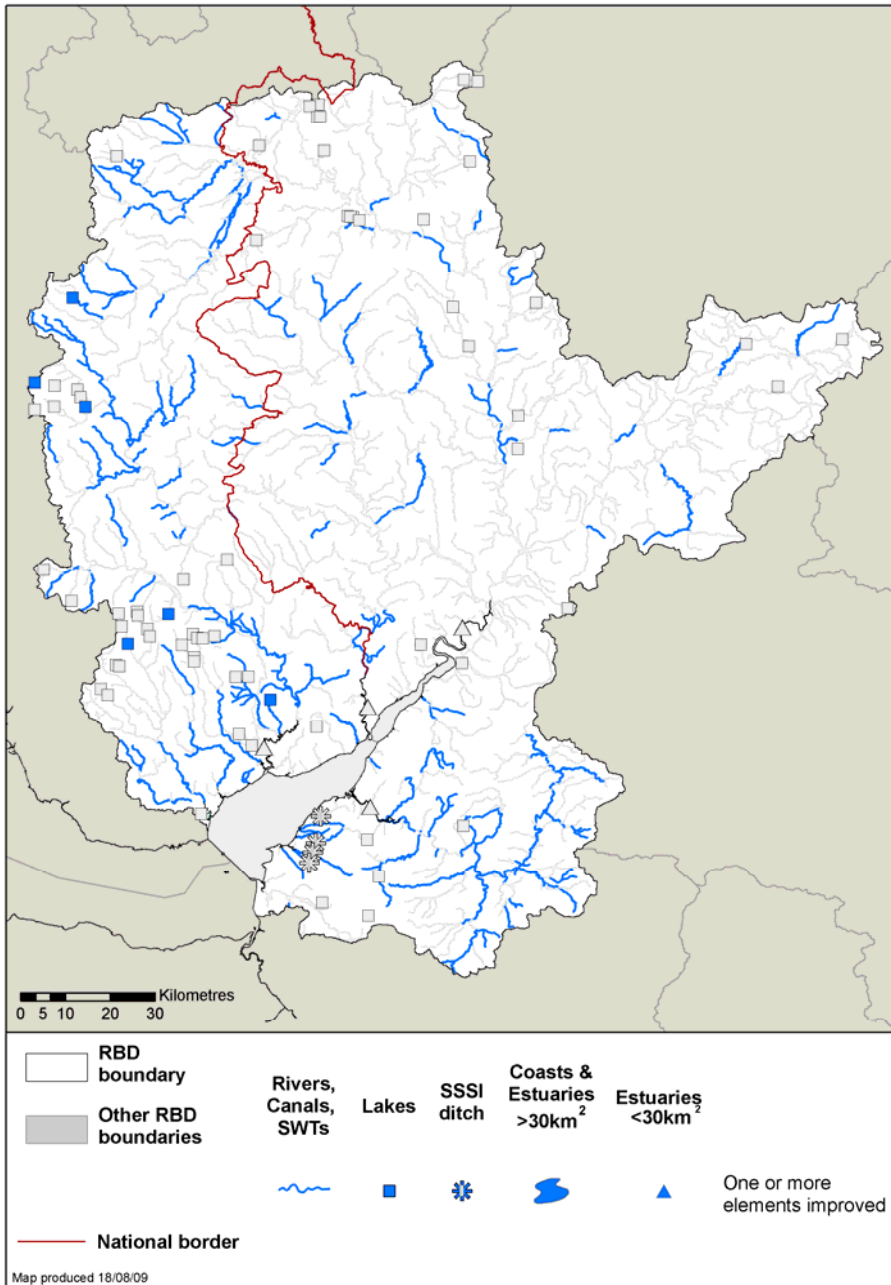 Kilometres
0 5 10 20 30
RBD
boundary
Other RBD
boundaries
National border
Rivers,
Canals,
SWTs
Lakes
SSSI
ditch
Coasts &
Estuaries
>30km²
Estuaries
<30km²
One or more
elements improved
Map produced 18/08/09